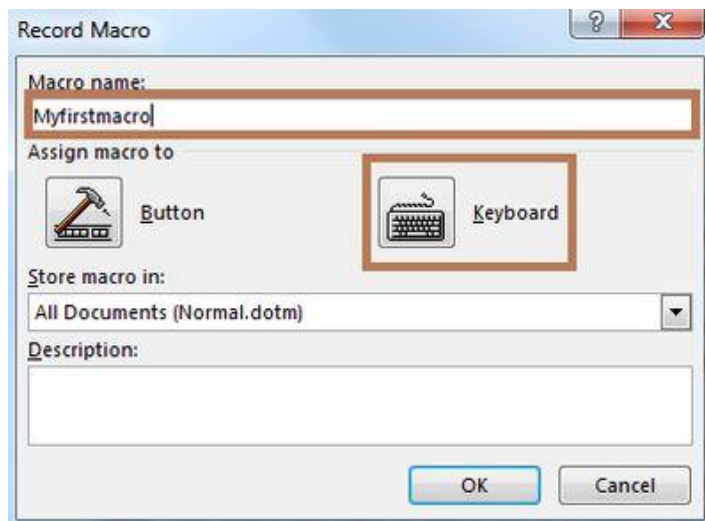 Record Macro
Macro name:
Myfirstmacro
Assign macro to
Button
Keyboard
Store macro in:
All Documents (Normal.dotm)
Description:
OK
Cancel